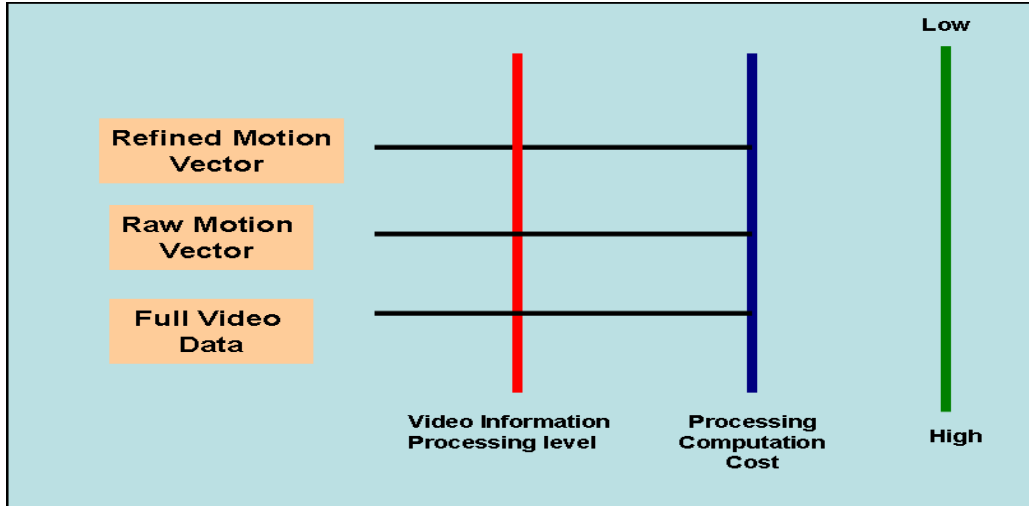 Low
Refined Motion
Vector
Raw Motion
Vector
Full Video
Data
Video Information
Processing level
Processing
Computation
Cost
High